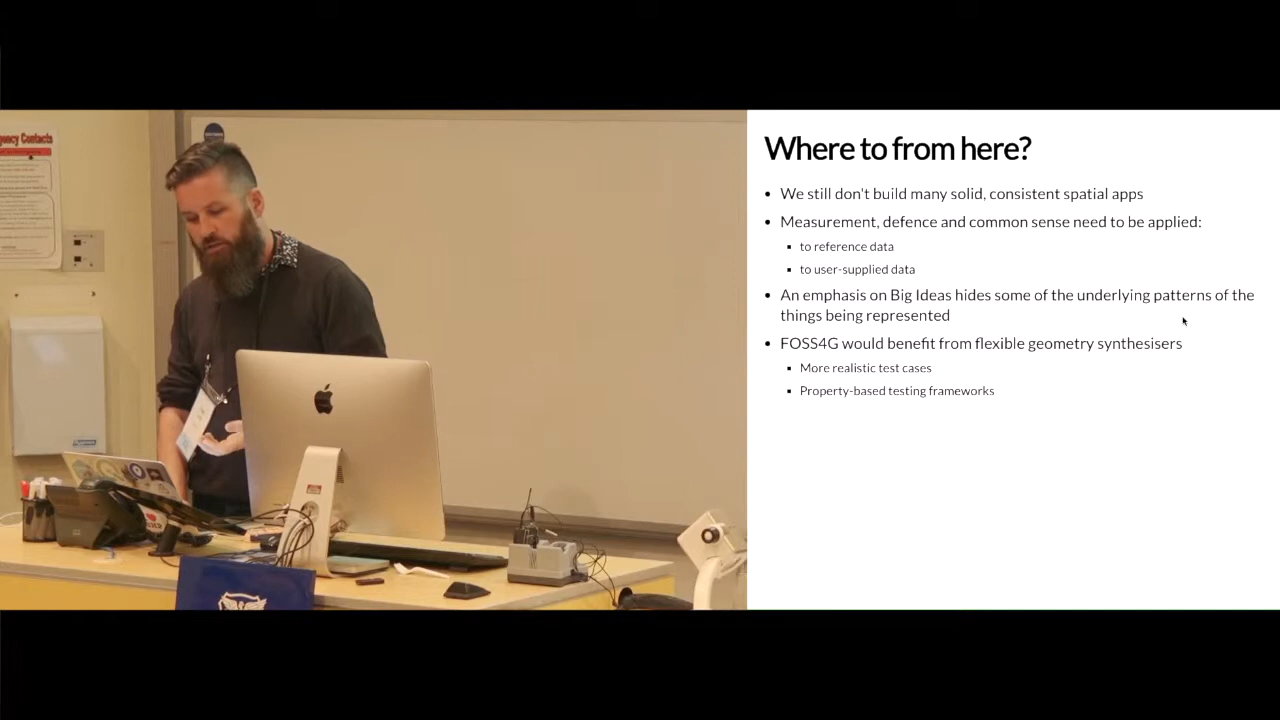 gency Contacts
Where to from here?
We still don't build many solid, consistent spatial apps
Measurement, defence and common sense need to be applied:
to reference data
to user-supplied data
An emphasis on Big Ideas hides some of the underlying patterns of the
things being represented
FOSS4G would benefit from flexible geometry synthesisers
More realistic test cases
Property-based testing frameworks